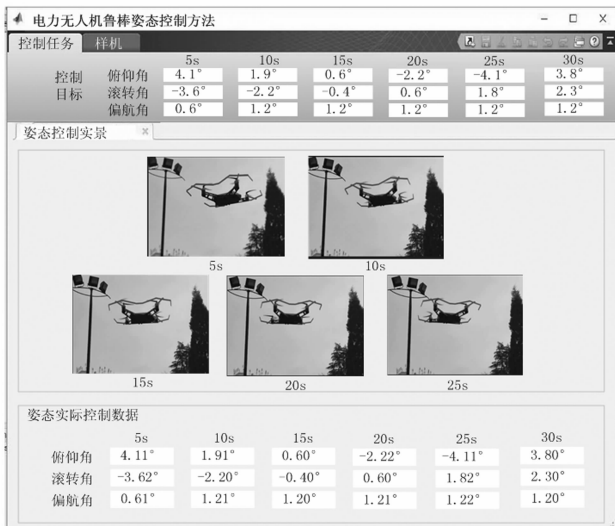 电力无人机鲁棒姿态控制方法
控制任务 样机
5s 10s 15s 20s 25s 30s
控制目标 俯仰角 4.1° 1.9° 0.6° -2.2° -4.1° 3.8°
滚转角 -3.6° -2.2° -0.4° 0.6° 1.8° 2.3°
偏航角 0.6° 1.2° 1.2° 1.2° 1.2° 1.2°
姿态控制实景
5s 10s
15s 20s 25s
姿态实际控制数据
5s 10s 15s 20s 25s 30s
俯仰角 4.11° 1.91° 0.60° -2.22° -4.11° 3.80°
滚转角 -3.62° -2.20° -0.40° 0.60° 1.82° 2.30°
偏航角 0.61° 1.21° 1.20° 1.21° 1.22° 1.20°